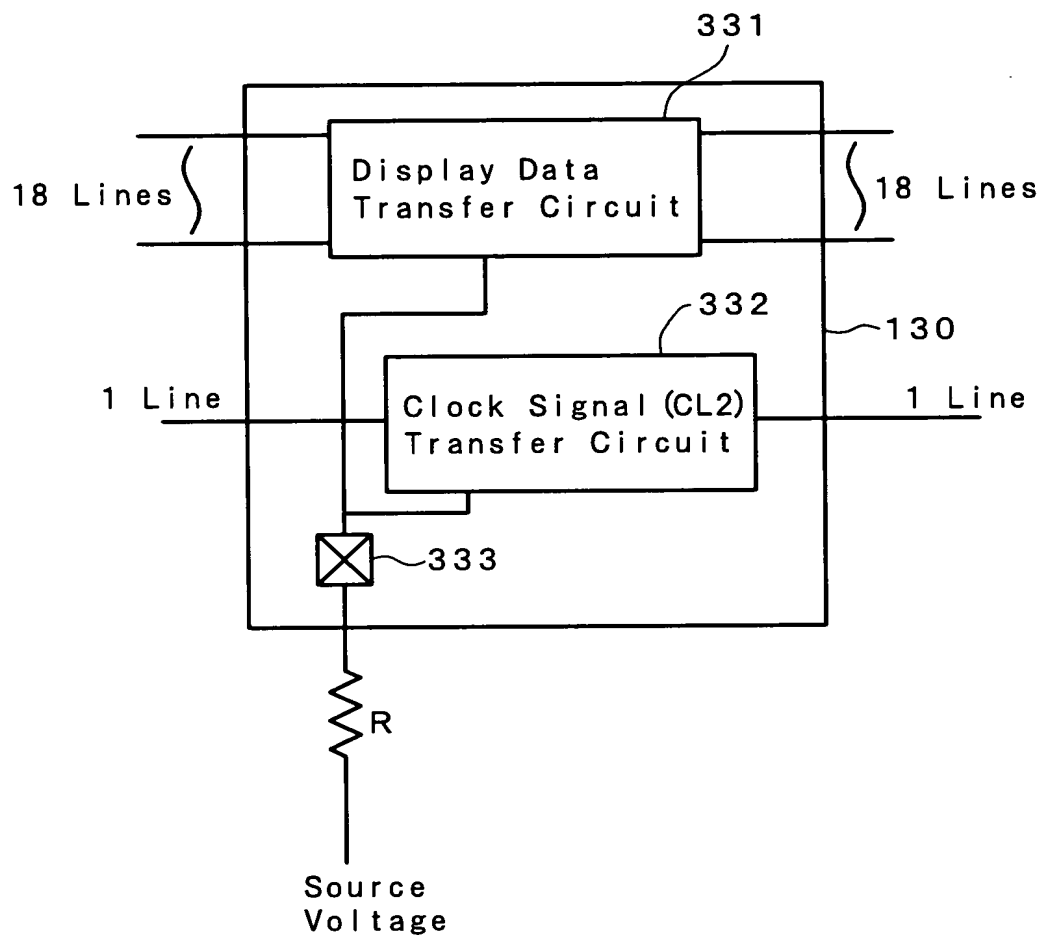 331
Display Data
Transfer Circuit
18 Lines
18 Lines
332
130
1 Line
Clock Signal (CL2)
Transfer Circuit
1 Line
333
R
Source
Voltage